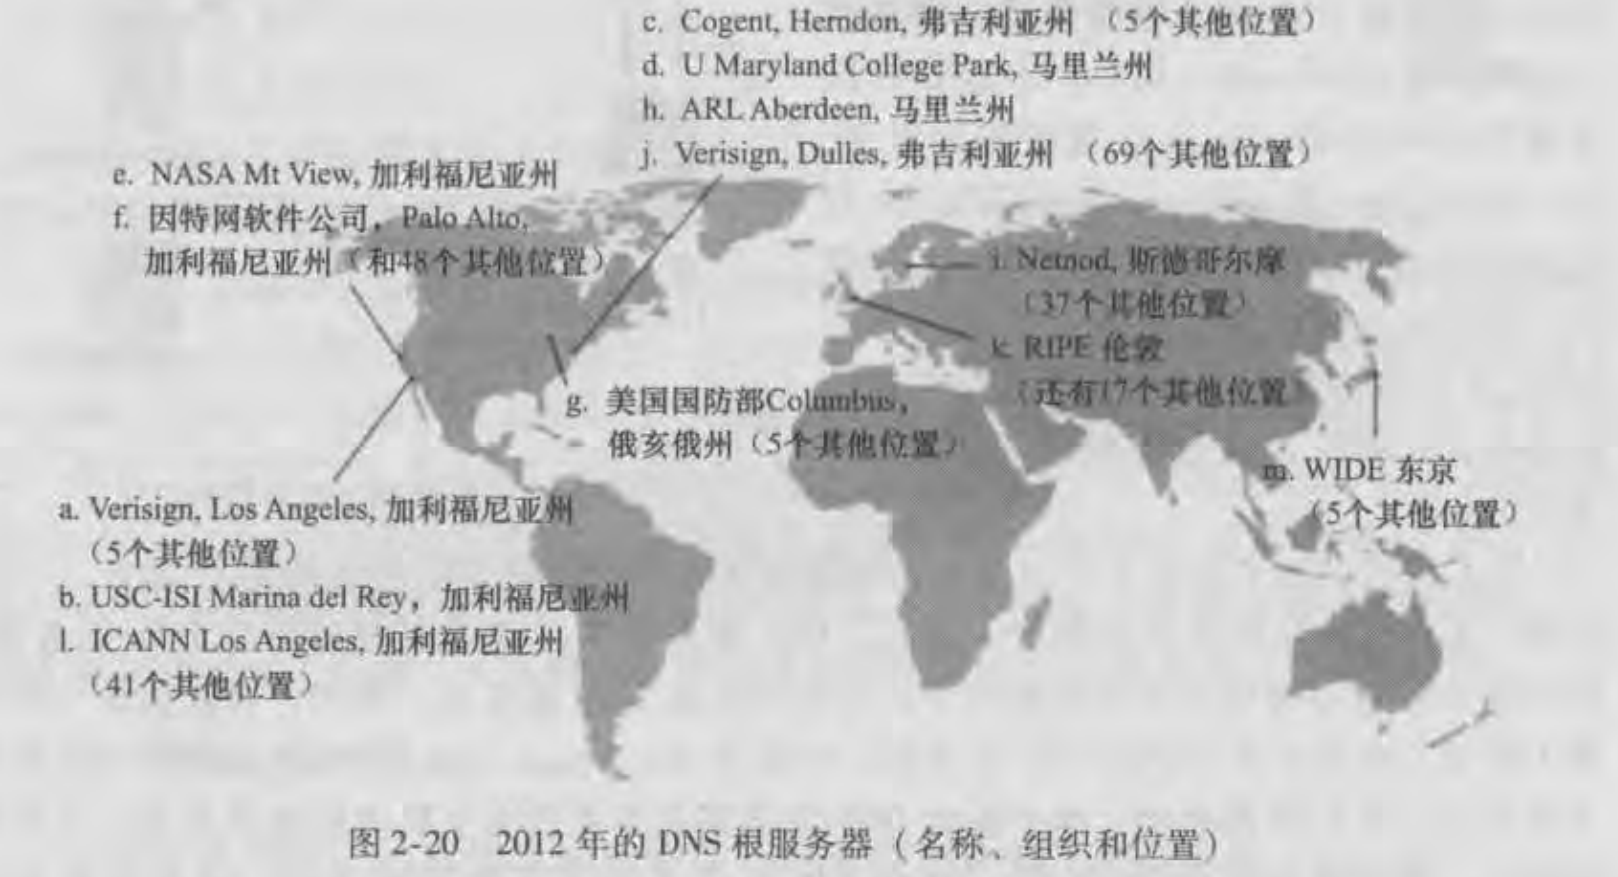 c. Cogent, Herndon, 弗吉利亚州 (5个其他位置)
d. U Maryland College Park, 马里兰州
h. ARL Aberdeen, 马里兰州
j. Verisign, Dulles, 弗吉利亚州 (69个其他位置)
e. NASA Mt View, 加利福尼亚州
f. 因特网软件公司, Palo Alto,
加利福尼亚州(和48个其他位置)
i. Netnod, 斯德哥尔摩
(37个其他位置)
k. RIPE 伦敦
(还有17个其他位置)
g. 美国国防部Columbus,
俄亥俄州(5个其他位置)
m. WIDE 东京
(5个其他位置)
a. Verisign, Los Angeles, 加利福尼亚州
(5个其他位置)
b. USC-ISI Marina del Rey, 加利福尼亚州
l. ICANN Los Angeles, 加利福尼亚州
(41个其他位置)
图 2-20 2012 年的 DNS 根服务器(名称、组织和位置)